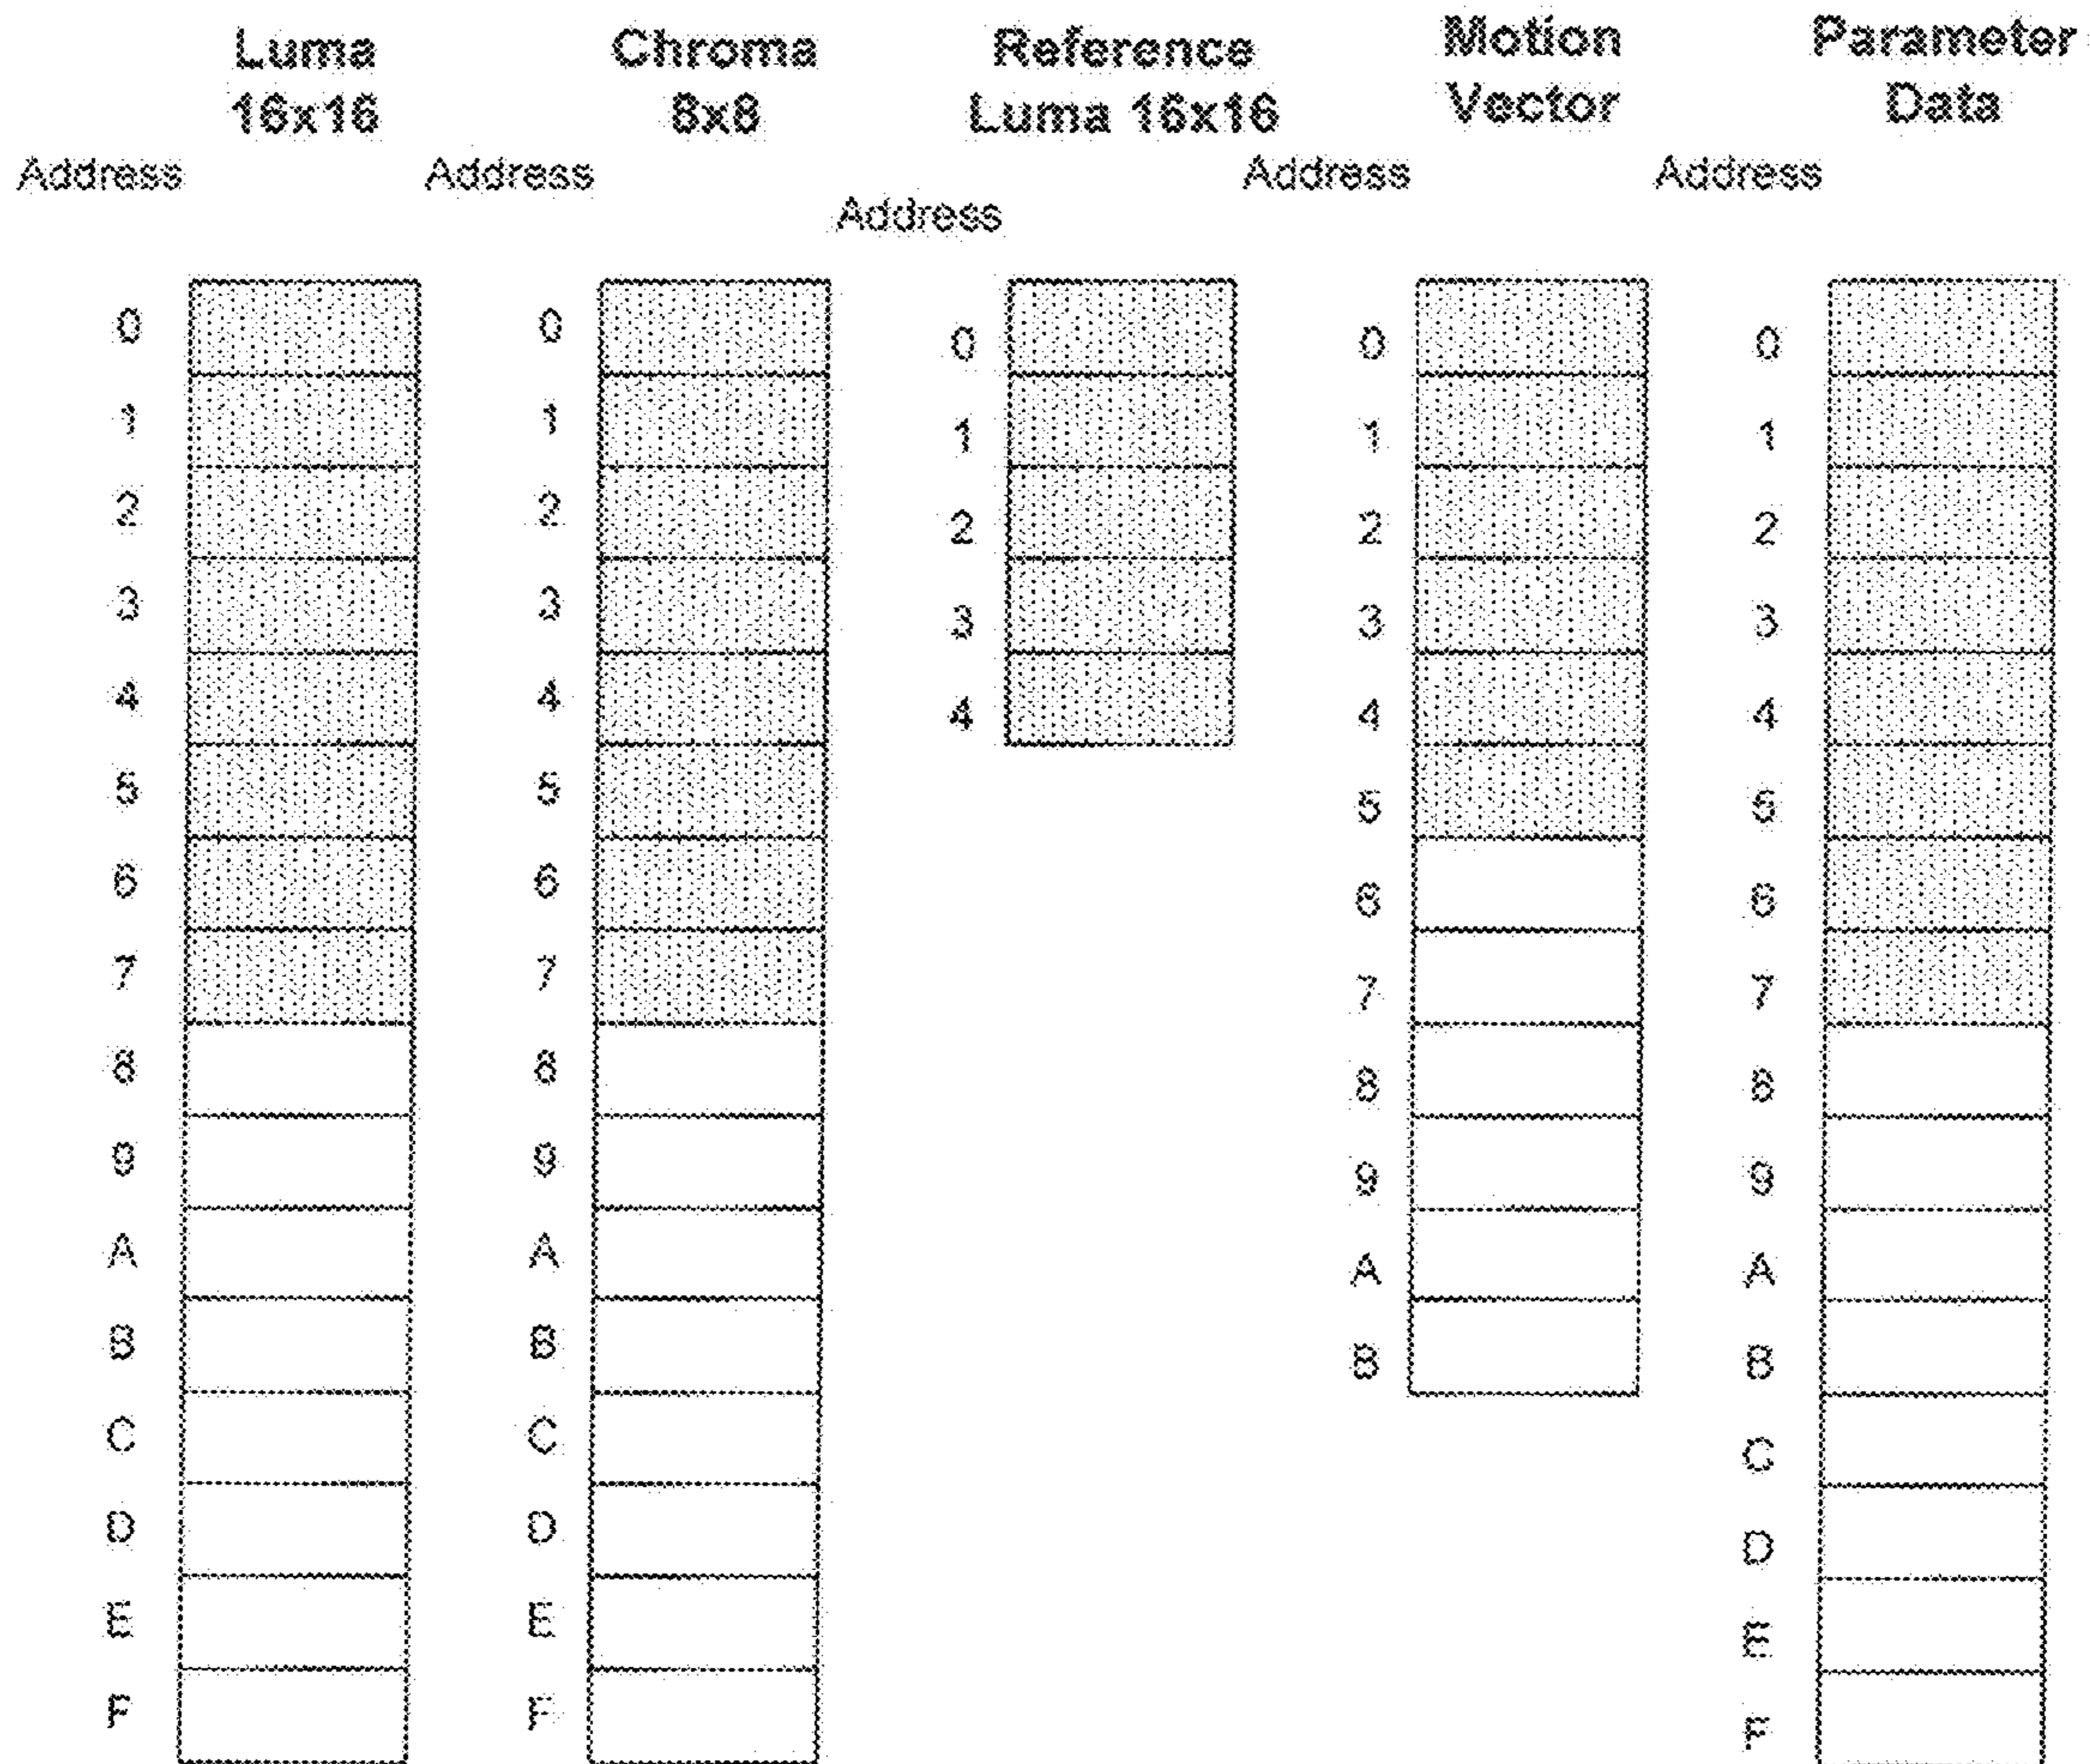 Luma
16x16
Chroma
8x8
Reference
Luma 16x16
Motion
Vector
Parameter
Data
Address
Address
Address
Address
Address
0
1
2
3
4
5
6
7
8
9
A
B
C
D
E
F
0
1
2
3
4
5
6
7
8
9
A
B
C
D
E
F
0
1
2
3
4
0
1
2
3
4
5
6
7
8
9
A
B
0
1
2
3
4
5
6
7
8
9
A
B
C
D
E
F